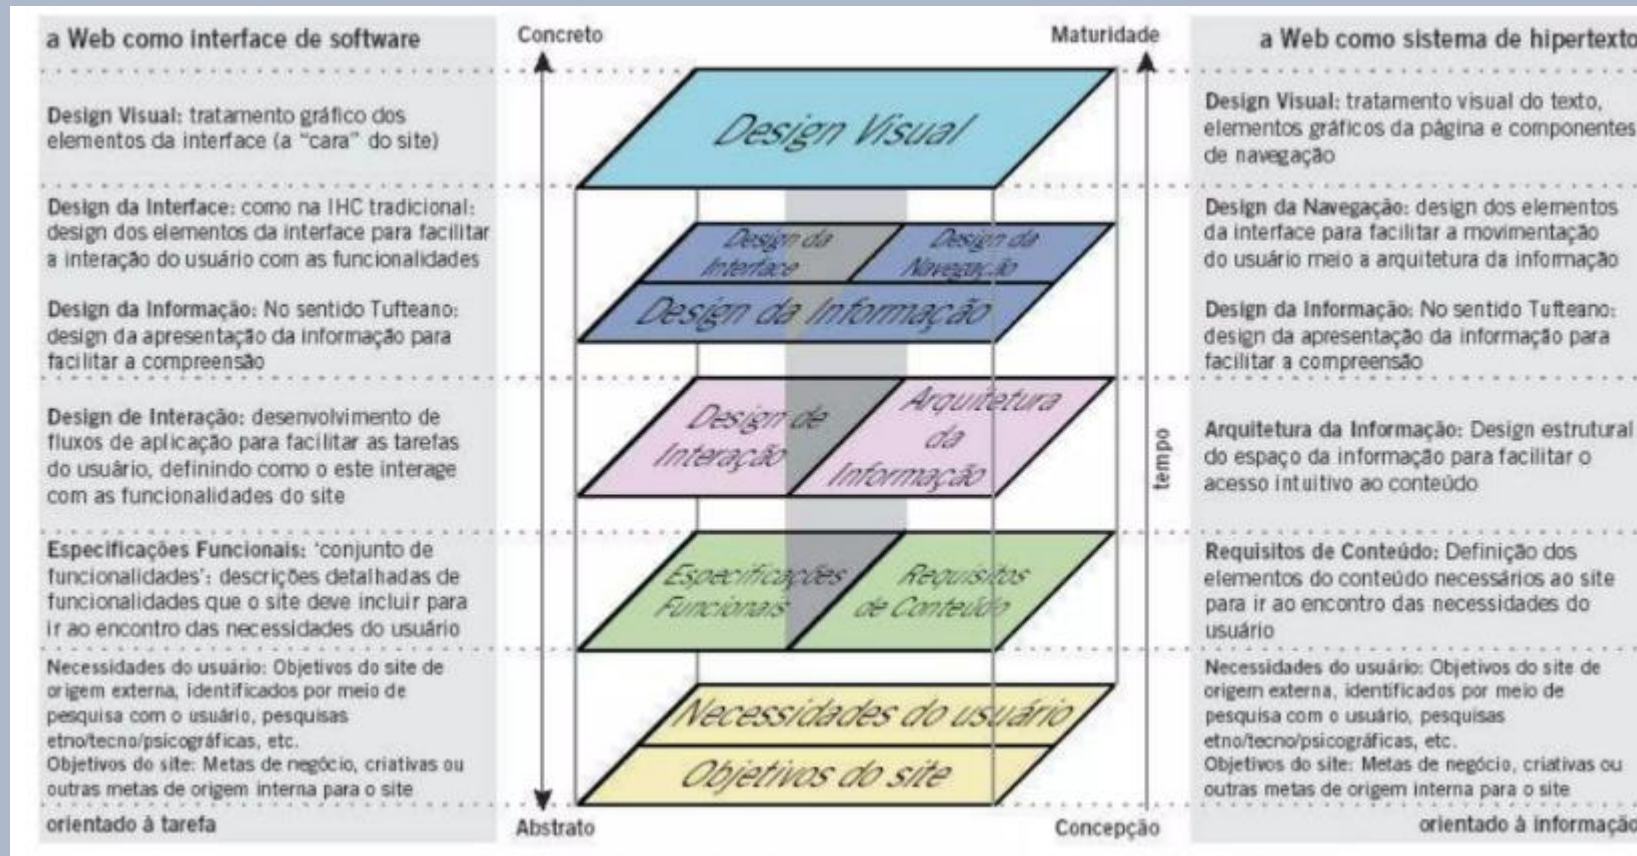 a Web como interface de software
Design Visual: tratamento gráfico dos
elementos da interface (a “cara” do site)
Design da Interface: como na IHC tradicional:
design dos elementos da interface para facilitar
a interação do usuário com as funcionalidades
Design da Informação: No sentido Tufteano:
design da apresentação da informação para
facilitar a compreensão
Design de Interação: desenvolvimento de
fluxos de aplicação para facilitar as tarefas
do usuário, definindo como o este interage
com as funcionalidades do site
Especificações Funcionais: ‘conjunto de
funcionalidades’: descrições detalhadas de
funcionalidades que o site deve incluir para
ir ao encontro das necessidades do usuário
Necessidades do usuário: Objetivos do site de
origem externa, identificados por meio de
pesquisa com o usuário, pesquisas
etno/tecno/psicográficas, etc.
Objetivos do site: Metas de negócio, criativas ou
outras metas de origem interna para o site
orientado à tarefa
Concreto
Maturidade
Design Visual
Design da
Interface
Design da
Navegação
Design da Informação
Design de
Interação
Arquitetura
da
Informação
tempo
Especificações
Funcionais
Requisitos
de Conteúdo
Necessidades do usuário
Objetivos do site
Abstrato
Concepção
a Web como sistema de hipertexto
Design Visual: tratamento visual do texto,
elementos gráficos da página e componentes
de navegação
Design da Navegação: design dos elementos
da interface para facilitar a movimentação
do usuário meio a arquitetura da informação
Design da Informação: No sentido Tufteano:
design da apresentação da informação para
facilitar a compreensão
Arquitetura da Informação: Design estrutural
do espaço da informação para facilitar o
acesso intuitivo ao conteúdo
Requisitos de Conteúdo: Definição dos
elementos do conteúdo necessários ao site
para ir ao encontro das necessidades do
usuário
Necessidades do usuário: Objetivos do site de
origem externa, identificados por meio de
pesquisa com o usuário, pesquisas
etno/tecno/psicográficas, etc.
Objetivos do site: Metas de negócio, criativas ou
outras metas de origem interna para o site
orientado à informação